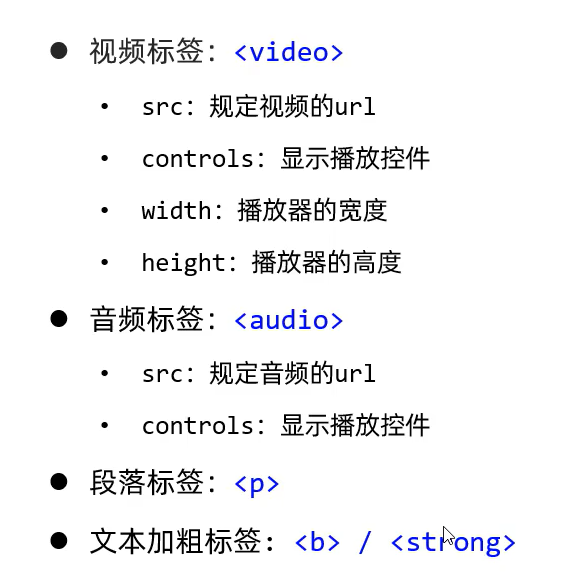 ● 视频标签：<video>
• src：规定视频的url
• controls：显示播放控件
• width：播放器的宽度
• height：播放器的高度
● 音频标签：<audio>
• src：规定音频的url
• controls：显示播放控件
● 段落标签：<p>
● 文本加粗标签：<b> / <strong>